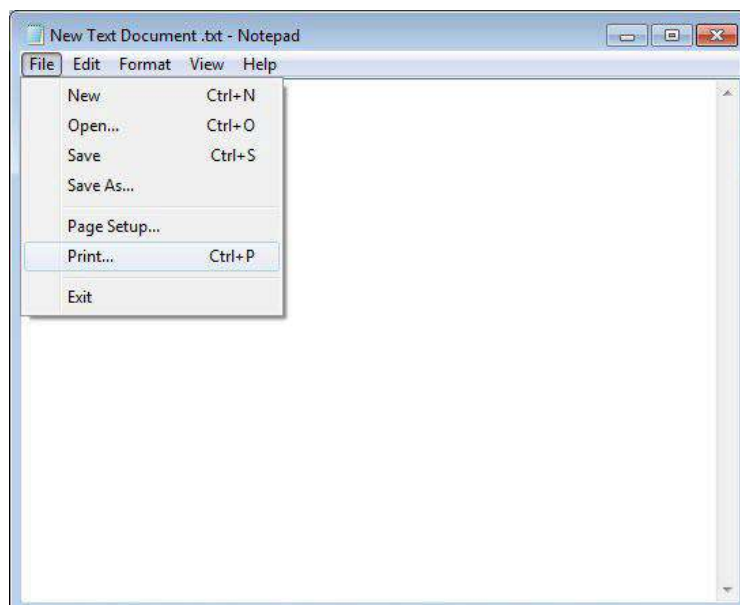 New Text Document .txt - Notepad
File Edit Format View Help
New Ctrl+N
Open... Ctrl+O
Save Ctrl+S
Save As...
Page Setup...
Print... Ctrl+P
Exit